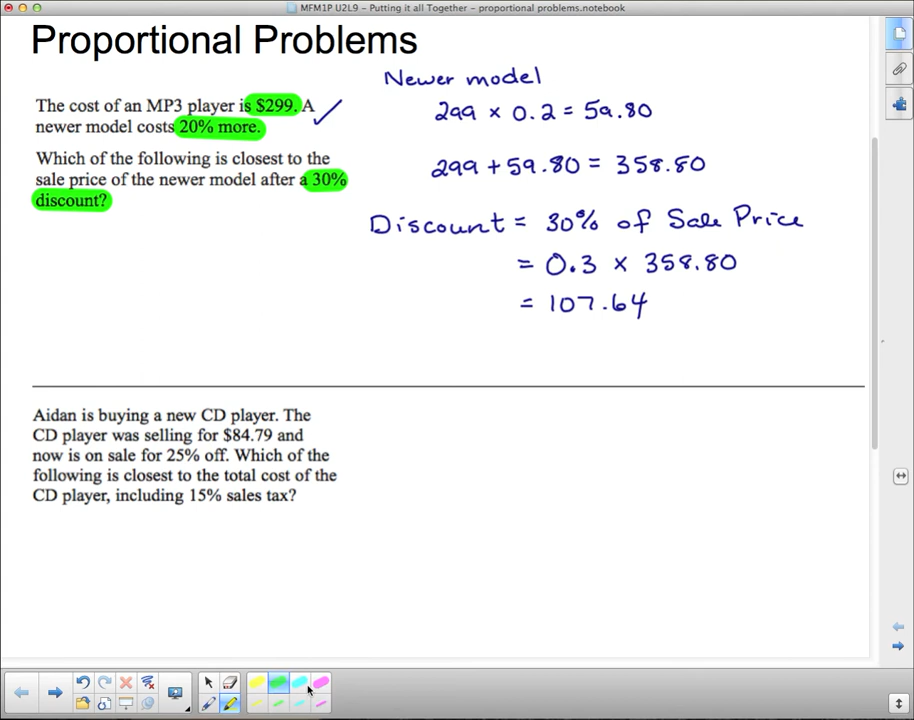 MFM1P U2L9 – Putting it all Together – proportional problems.notebook
Proportional Problems
The cost of an MP3 player is $299. A
newer model costs 20% more.
Which of the following is closest to the
sale price of the newer model after a 30%
discount?
Newer model
299 × 0.2 = 59.80
299 + 59.80 = 358.80
Discount = 30% of Sale Price
= 0.3 × 358.80
= 107.64
Aidan is buying a new CD player. The
CD player was selling for $84.79 and
now is on sale for 25% off. Which of the
following is closest to the total cost of the
CD player, including 15% sales tax?